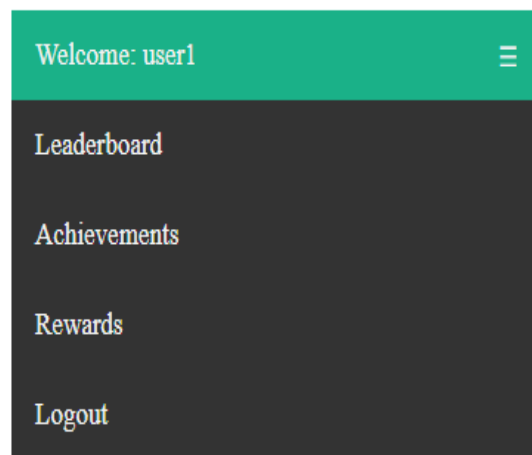 Welcome: user1
Leaderboard
Achievements
Rewards
Logout